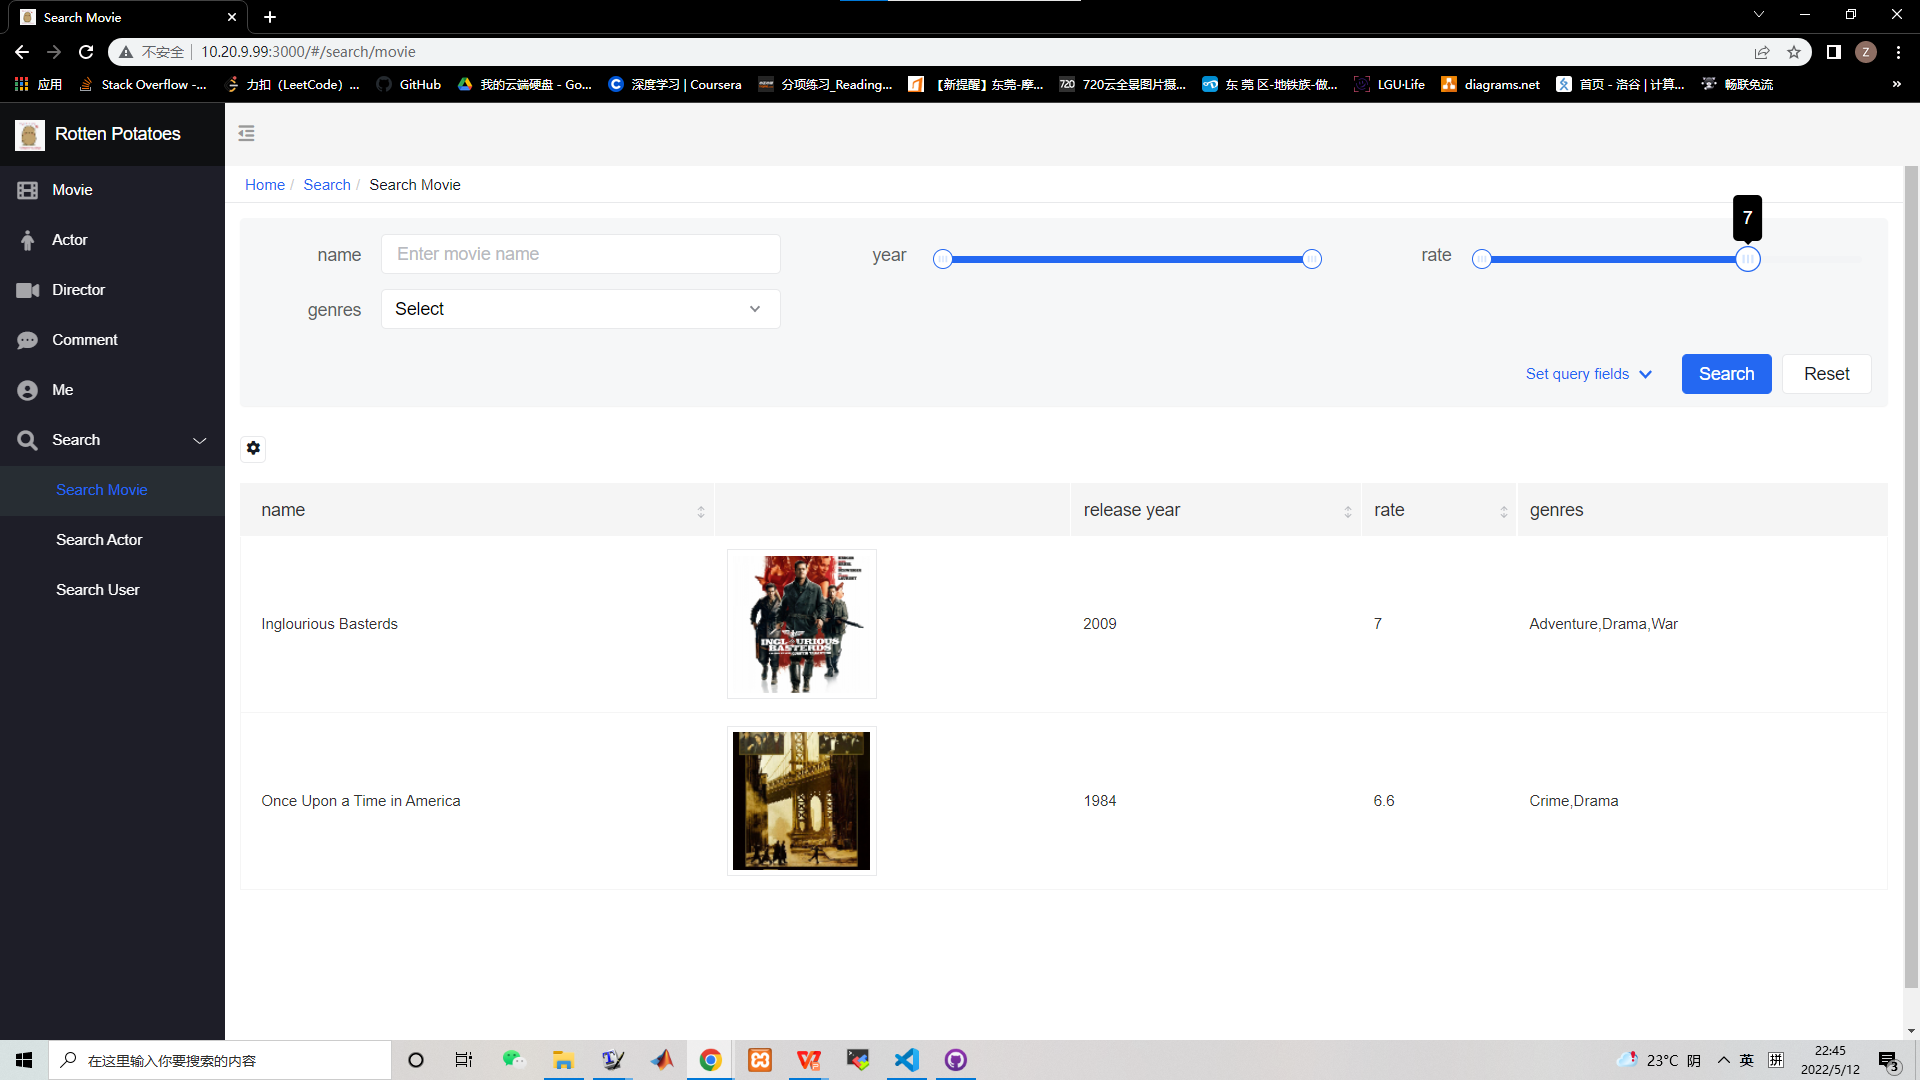 Search Movie
不安全 10.20.9.99:3000/#/search/movie
Z
应用 Stack Overflow -... 力扣 (LeetCode) ... GitHub 我的云端硬盘 - Go... 深度学习 | Coursera 分项练习_Reading... 【新提醒】东莞-摩... 720云全景图片摄... 东 莞 区-地铁族-做... LGU·Life diagrams.net 首页 - 洛谷 | 计算... 畅联免流 »
Rotten Potatoes
Movie
Actor
Director
Comment
Me
Search
Search Movie
Search Actor
Search User
Home / Search / Search Movie
7
name Enter movie name year rate
genres Select
Set query fields Search Reset
name release year rate genres
Inglourious Basterds 2009 7 Adventure,Drama,War
INGLOURIOUS
BASTERDS
Once Upon a Time in America 1984 6.6 Crime,Drama
在这里输入你要搜索的内容
23°C 阴 英 拼
22:45
2022/5/12
3